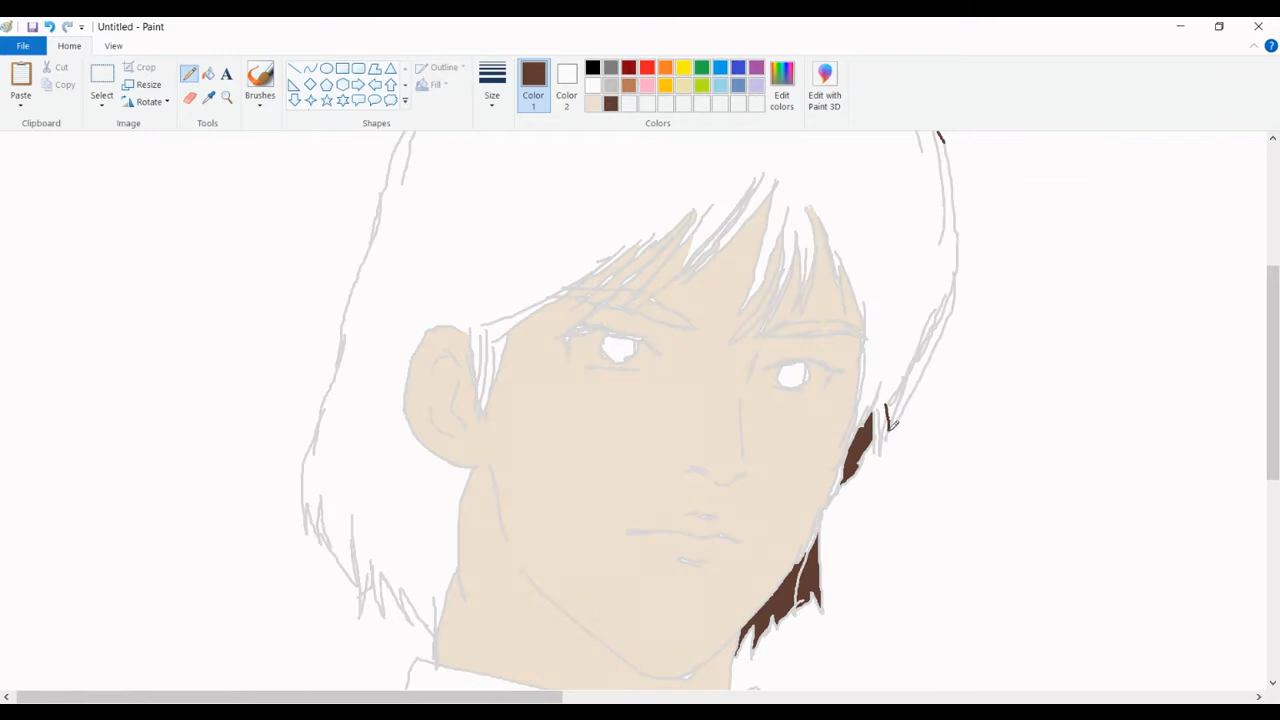 Untitled - Paint
File Home View
Paste
Cut
Copy
Clipboard
Select
Crop
Resize
Rotate
Image
A
Tools
Brushes
Shapes
Outline
Fill
Size
Color 1
Color 2
Colors
Edit colors
Edit with Paint 3D
?